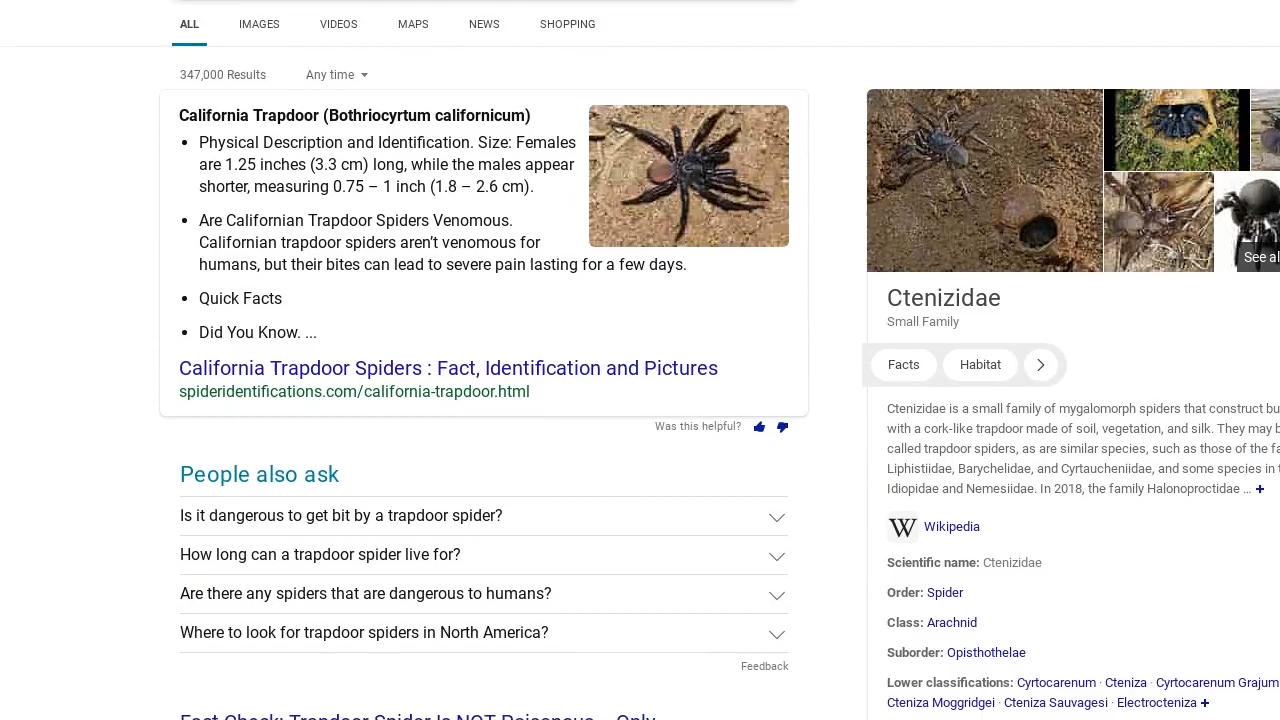 ALL IMAGES VIDEOS MAPS NEWS SHOPPING
347,000 Results Any time
California Trapdoor (Bothriocyrtum californicum)
Physical Description and Identification. Size: Females
are 1.25 inches (3.3 cm) long, while the males appear
shorter, measuring 0.75 – 1 inch (1.8 – 2.6 cm).
Are Californian Trapdoor Spiders Venomous.
Californian trapdoor spiders aren’t venomous for
humans, but their bites can lead to severe pain lasting for a few days.
Quick Facts
Did You Know. ...
California Trapdoor Spiders : Fact, Identification and Pictures
spideridentifications.com/california-trapdoor.html
Was this helpful?
People also ask
Is it dangerous to get bit by a trapdoor spider?
How long can a trapdoor spider live for?
Are there any spiders that are dangerous to humans?
Where to look for trapdoor spiders in North America?
Feedback
Fact Check: Trapdoor Spider Is NOT Poisonous -- Only
See al
Ctenizidae
Small Family
Facts Habitat
Ctenizidae is a small family of mygalomorph spiders that construct bu
with a cork-like trapdoor made of soil, vegetation, and silk. They may b
called trapdoor spiders, as are similar species, such as those of the fa
Liphistiidae, Barychelidae, and Cyrtaucheniidae, and some species in t
Idiopidae and Nemesiidae. In 2018, the family Halonoproctidae ... +
W Wikipedia
Scientific name: Ctenizidae
Order: Spider
Class: Arachnid
Suborder: Opisthothelae
Lower classifications: Cyrtocarenum · Cteniza · Cyrtocarenum Grajum
Cteniza Moggridgei · Cteniza Sauvagesi · Electrocteniza +